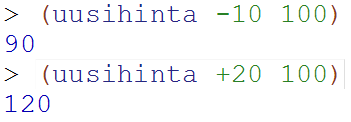 > (uusihinta -10 100)
90
> (uusihinta +20 100)
120